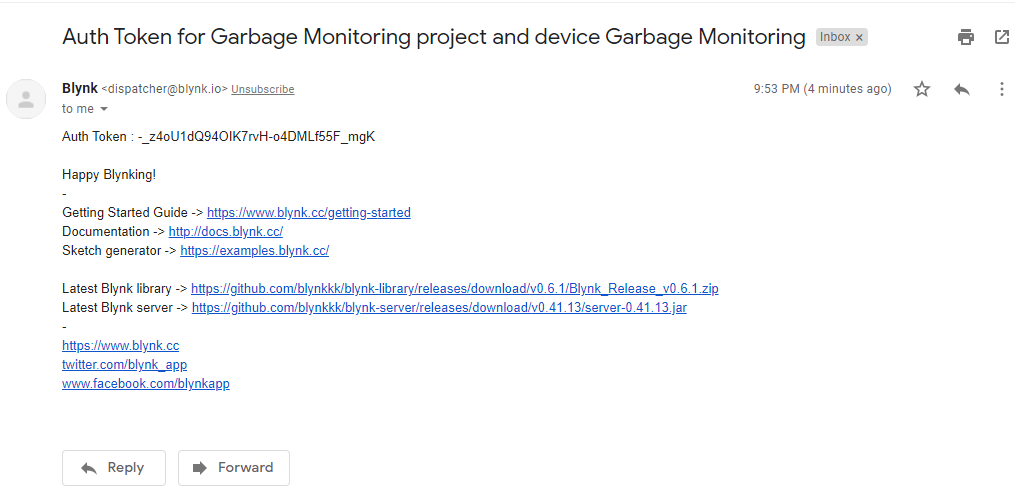 Auth Token for Garbage Monitoring project and device Garbage Monitoring Inbox ×
Blynk <dispatcher@blynk.io> Unsubscribe 9:53 PM (4 minutes ago)
to me
Auth Token : -_z4oU1dQ94OIK7rvH-o4DMLf55F_mgK
Happy Blynking!
-
Getting Started Guide -> https://www.blynk.cc/getting-started
Documentation -> http://docs.blynk.cc/
Sketch generator -> https://examples.blynk.cc/
Latest Blynk library -> https://github.com/blynkkk/blynk-library/releases/download/v0.6.1/Blynk_Release_v0.6.1.zip
Latest Blynk server -> https://github.com/blynkkk/blynk-server/releases/download/v0.41.13/server-0.41.13.jar
-
https://www.blynk.cc
twitter.com/blynk_app
www.facebook.com/blynkapp
Reply Forward